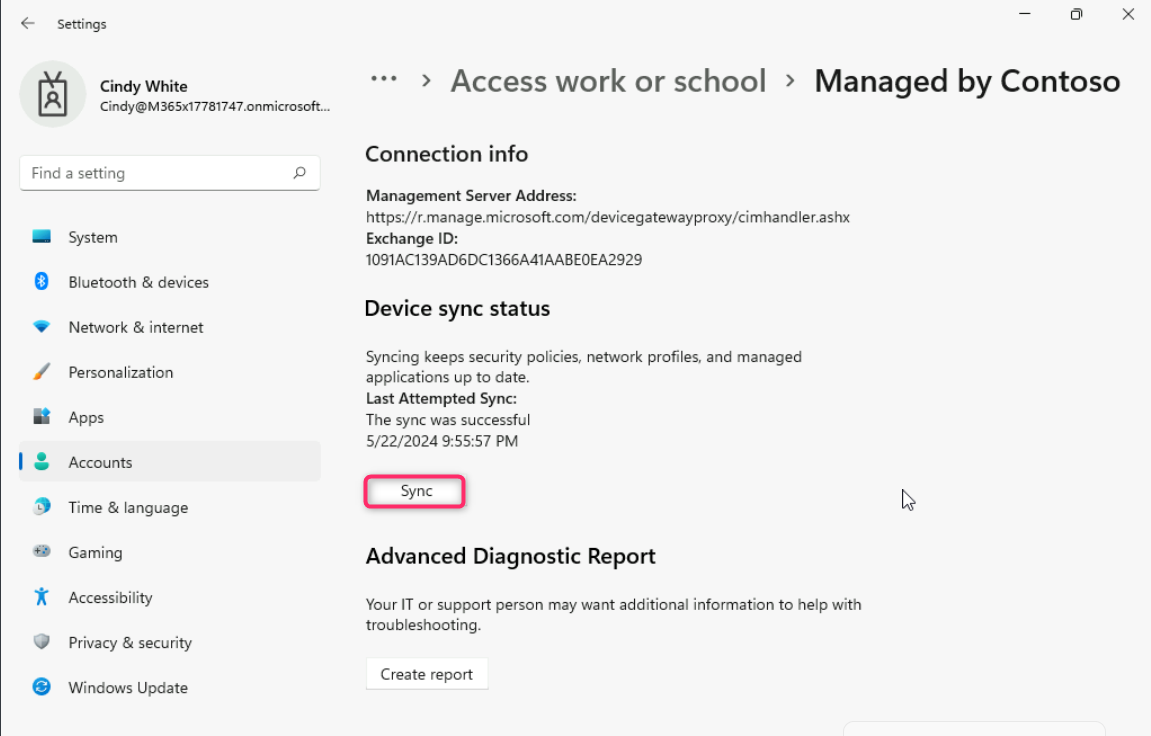 Settings
Cindy White
Cindy@M365x17781747.onmicrosoft...
Find a setting
System
Bluetooth & devices
Network & internet
Personalization
Apps
Accounts
Time & language
Gaming
Accessibility
Privacy & security
Windows Update
... > Access work or school > Managed by Contoso
Connection info
Management Server Address:
https://r.manage.microsoft.com/devicegatewayproxy/cimhandler.ashx
Exchange ID:
1091AC139AD6DC1366A41AABE0EA2929
Device sync status
Syncing keeps security policies, network profiles, and managed
applications up to date.
Last Attempted Sync:
The sync was successful
5/22/2024 9:55:57 PM
Sync
Advanced Diagnostic Report
Your IT or support person may want additional information to help with
troubleshooting.
Create report